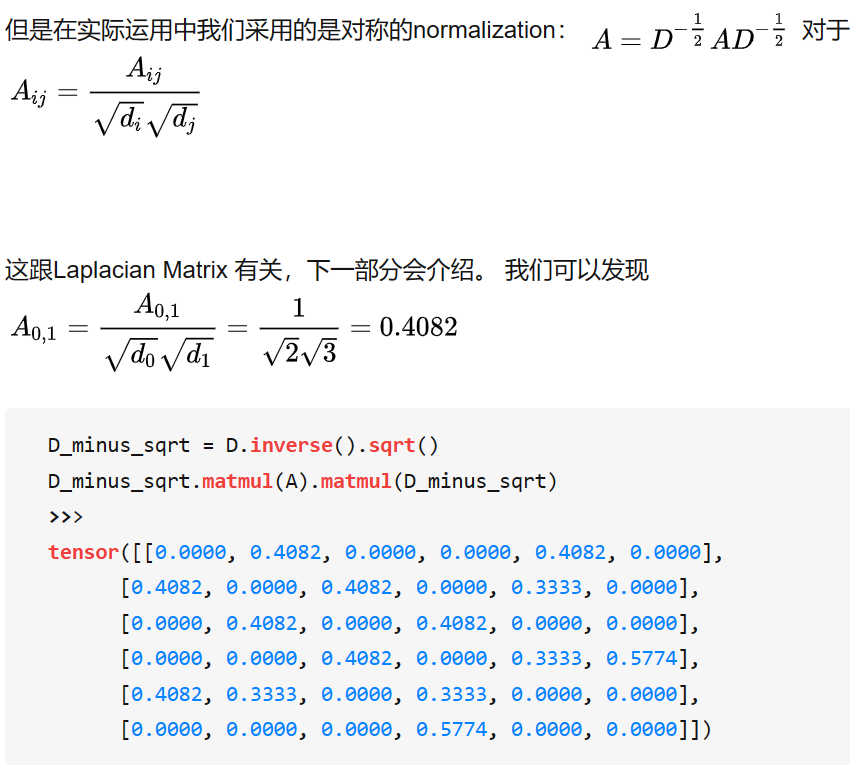 但是在实际运用中我们采用的是对称的normalization： $A = D^{-\frac{1}{2}} A D^{-\frac{1}{2}}$ 对于
$A_{ij} = \frac{A_{ij}}{\sqrt{d_i}\sqrt{d_j}}$
这跟Laplacian Matrix 有关，下一部分会介绍。 我们可以发现
$A_{0,1} = \frac{A_{0,1}}{\sqrt{d_0}\sqrt{d_1}} = \frac{1}{\sqrt{2}\sqrt{3}} = 0.4082$
D_minus_sqrt = D.inverse().sqrt()
D_minus_sqrt.matmul(A).matmul(D_minus_sqrt)
>>>
tensor([[0.0000, 0.4082, 0.0000, 0.0000, 0.4082, 0.0000],
[0.4082, 0.0000, 0.4082, 0.0000, 0.3333, 0.0000],
[0.0000, 0.4082, 0.0000, 0.4082, 0.0000, 0.0000],
[0.0000, 0.0000, 0.4082, 0.0000, 0.3333, 0.5774],
[0.4082, 0.3333, 0.0000, 0.3333, 0.0000, 0.0000],
[0.0000, 0.0000, 0.0000, 0.5774, 0.0000, 0.0000]])